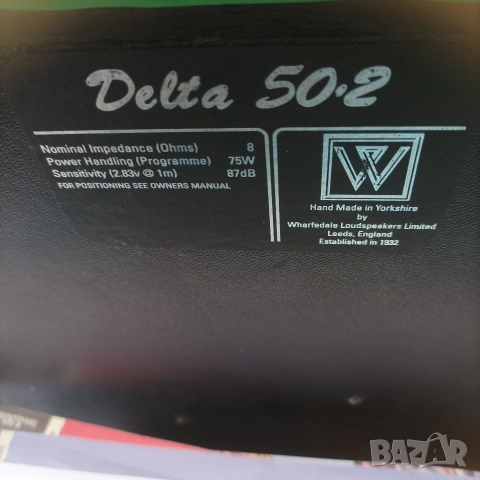 Delta 50.2
Nominal Impedance (Ohms) 8
Power Handling (Programme) 75W
Sensitivity (2.83v @ 1m) 87dB
FOR POSITIONING SEE OWNERS MANUAL
W
Hand Made in Yorkshire
by
Wharfedale Loudspeakers Limited
Leeds, England
Established in 1932
BAZAR